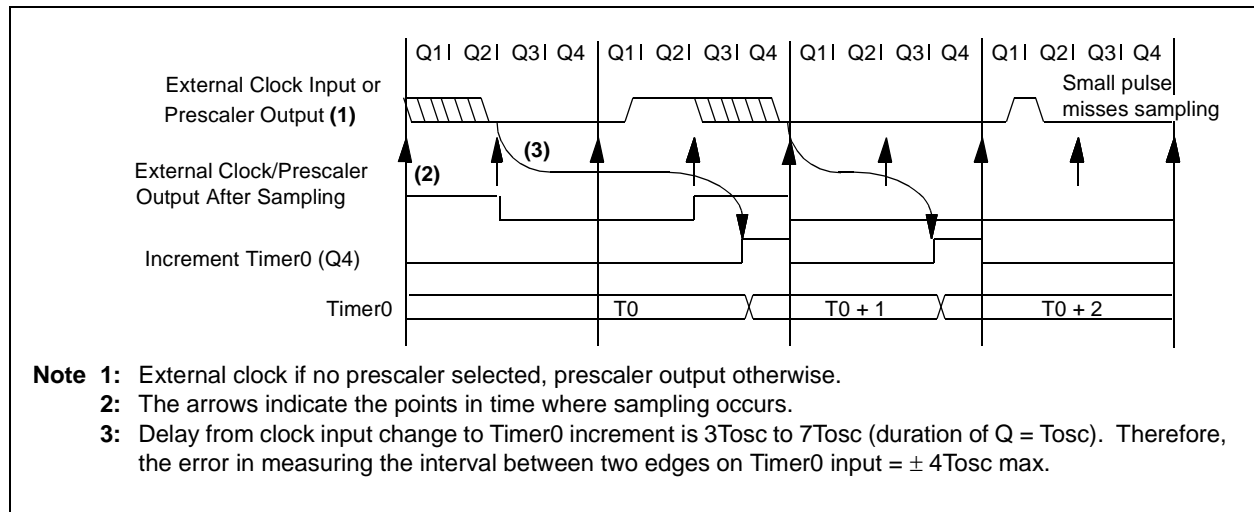 Q1| Q2| Q3| Q4 Q1| Q2| Q3| Q4 Q1| Q2| Q3| Q4 Q1| Q2| Q3| Q4
External Clock Input or
Prescaler Output (1)
Small pulse
misses sampling
(3)
External Clock/Prescaler
Output After Sampling
(2)
Increment Timer0 (Q4)
Timer0 T0 T0 + 1 T0 + 2
Note 1: External clock if no prescaler selected, prescaler output otherwise.
2: The arrows indicate the points in time where sampling occurs.
3: Delay from clock input change to Timer0 increment is 3Tosc to 7Tosc (duration of Q = Tosc). Therefore,
the error in measuring the interval between two edges on Timer0 input = ± 4Tosc max.